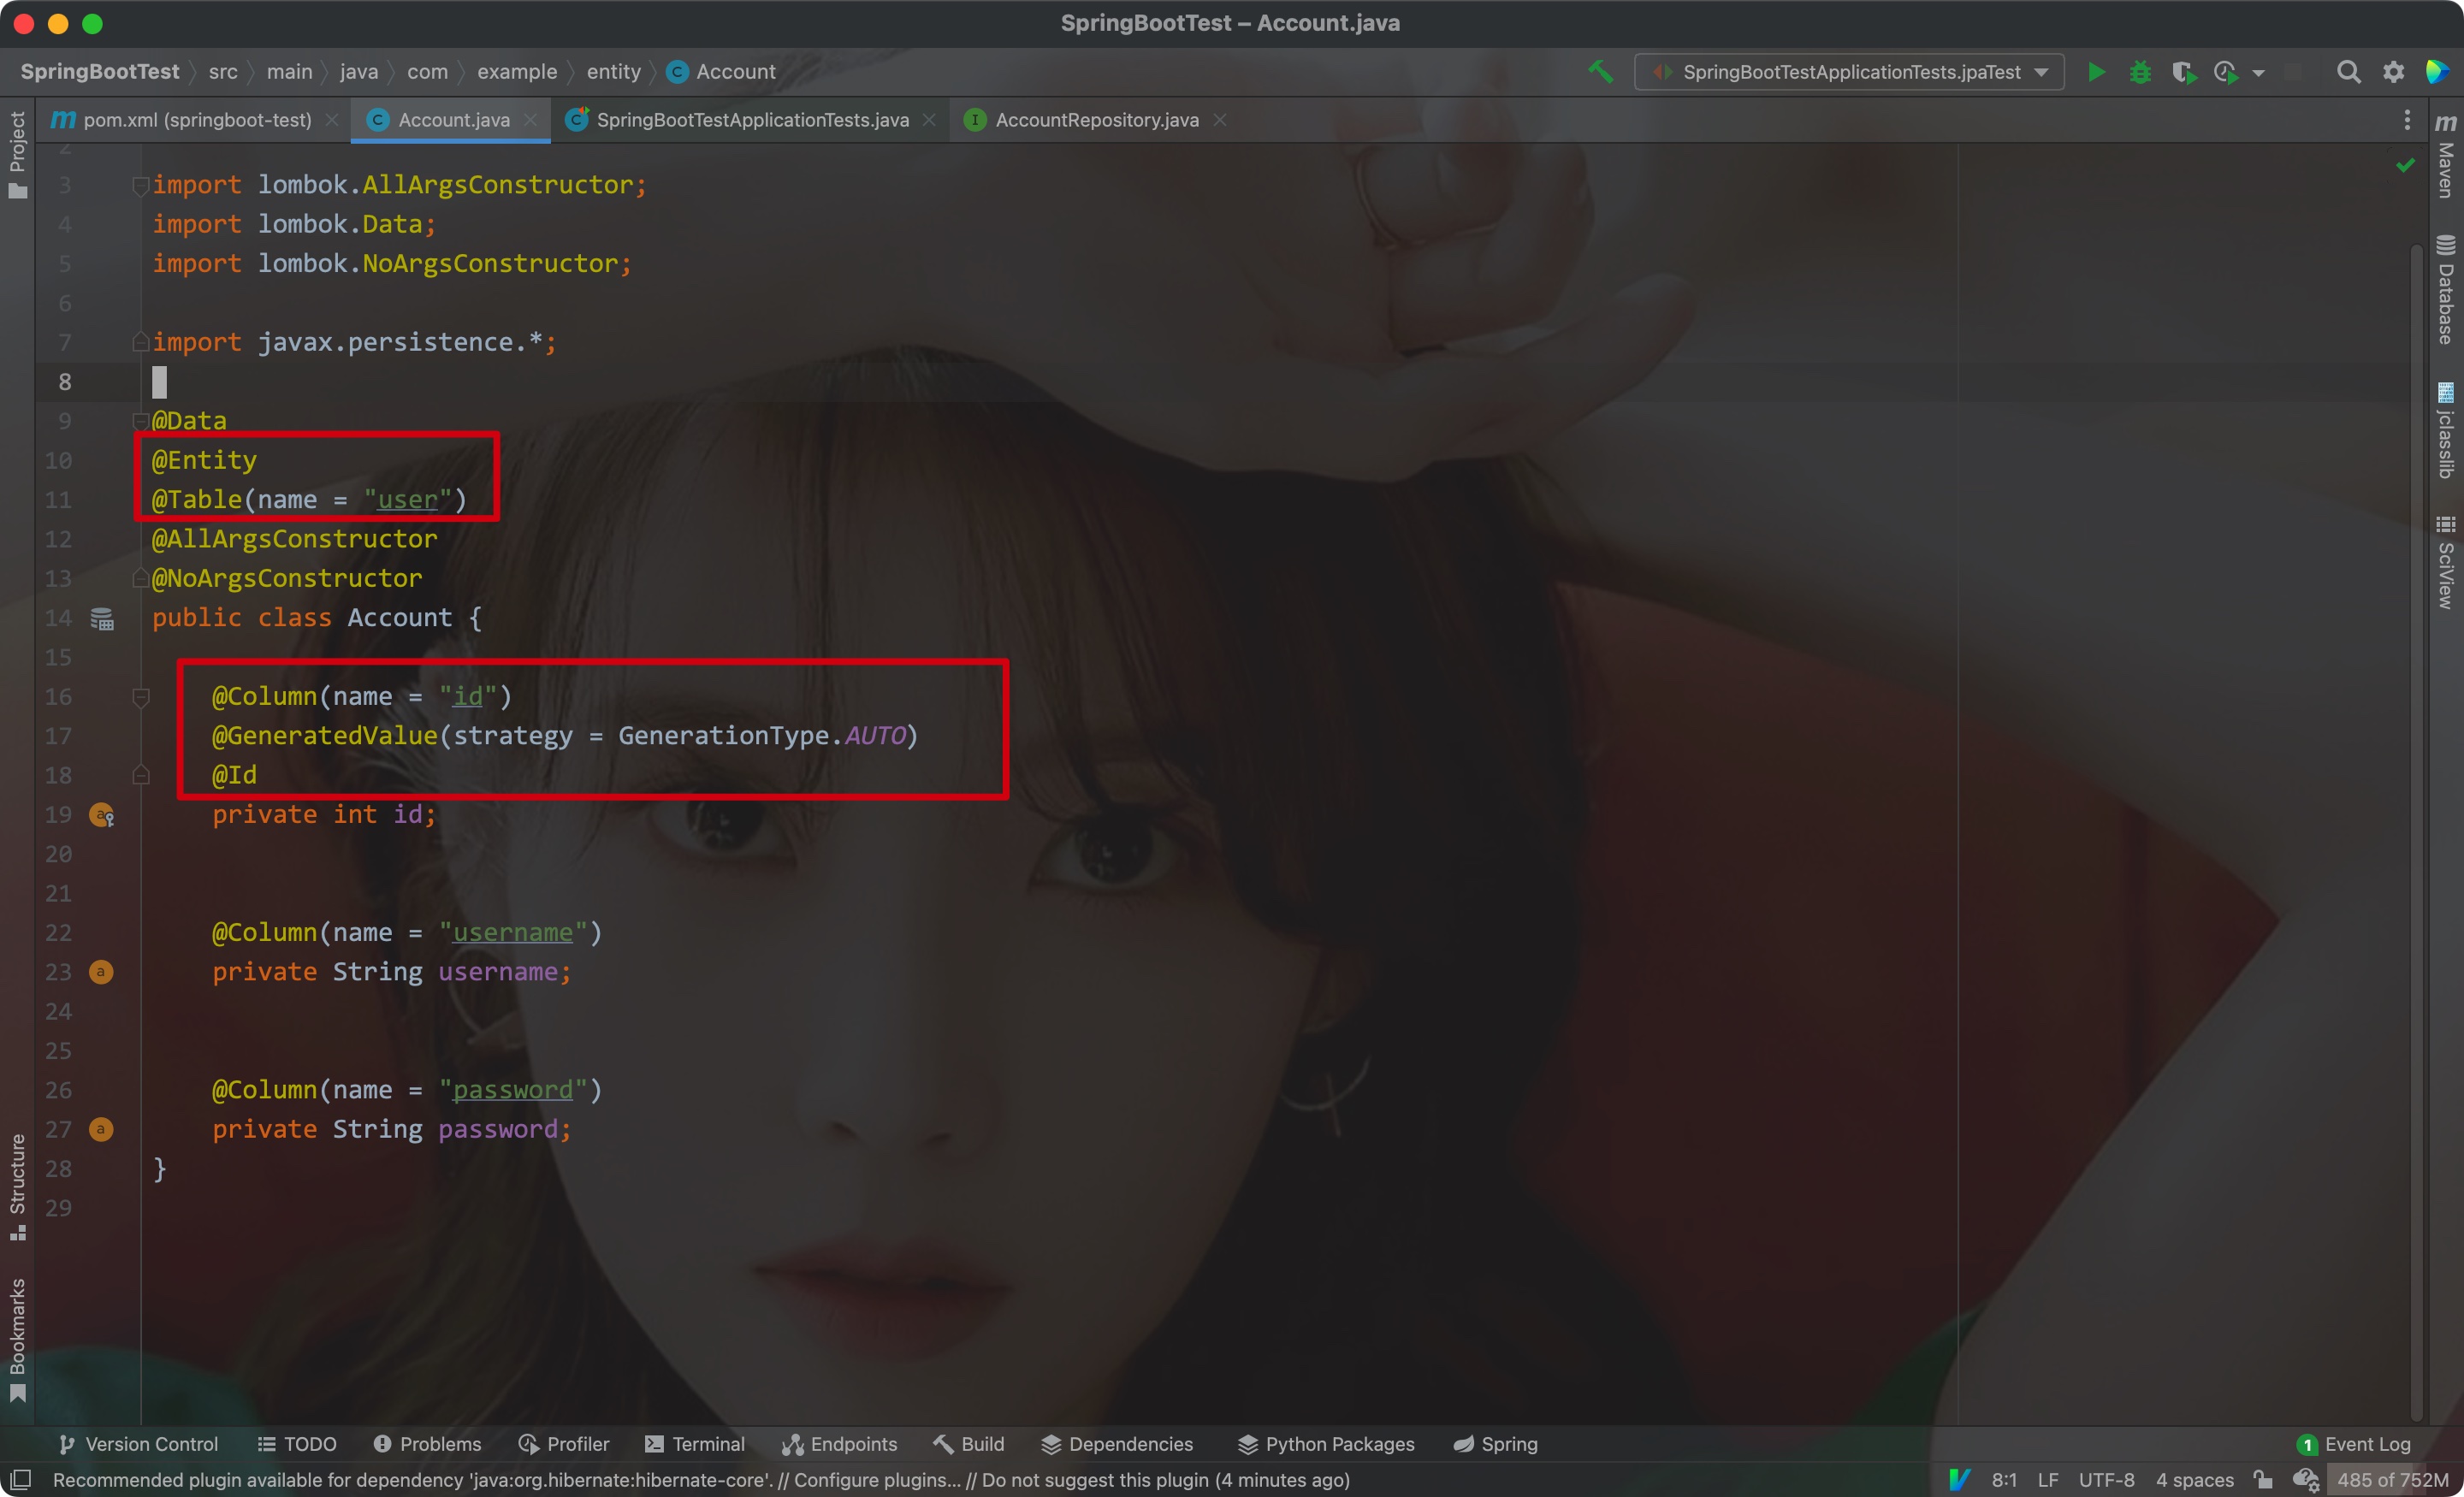 SpringBootTest – Account.java
SpringBootTest src main java com example entity C Account
SpringBootTestApplicationTests.jpaTest
m pom.xml (springboot-test) C Account.java C SpringBootTestApplicationTests.java I AccountRepository.java
Project
Structure
Bookmarks
2
3 import lombok.AllArgsConstructor;
4 import lombok.Data;
5 import lombok.NoArgsConstructor;
6
7 import javax.persistence.*;
8
9 @Data
10 @Entity
11 @Table(name = "user")
12 @AllArgsConstructor
13 @NoArgsConstructor
14 public class Account {
15
16 @Column(name = "id")
17 @GeneratedValue(strategy = GenerationType.AUTO)
18 @Id
19 a private int id;
20
21
22 @Column(name = "username")
23 a private String username;
24
25
26 @Column(name = "password")
27 a private String password;
28 }
29
m Maven
Database
jclasslib
SciView
Version Control TODO Problems Profiler Terminal Endpoints Build Dependencies Python Packages Spring 1 Event Log
Recommended plugin available for dependency 'java:org.hibernate:hibernate-core'. // Configure plugins... // Do not suggest this plugin (4 minutes ago) 8:1 LF UTF-8 4 spaces 485 of 752M